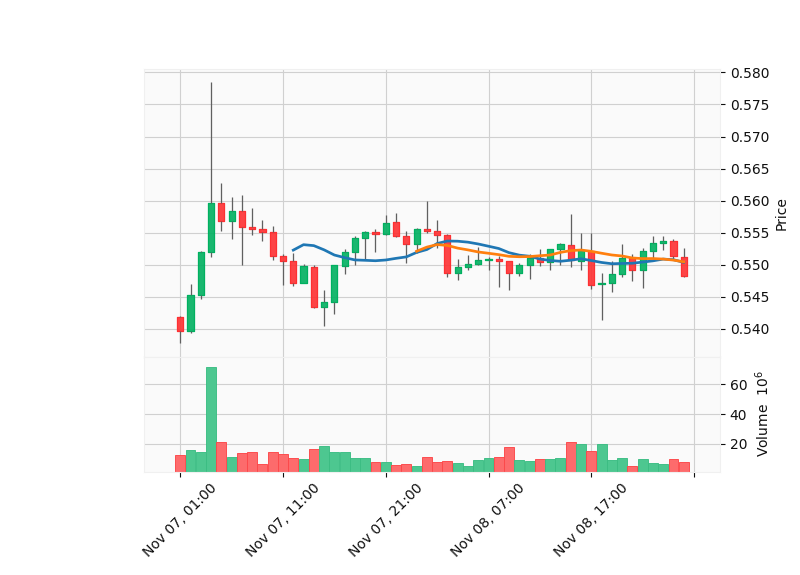 0.580
0.575
0.570
0.565
0.560
0.555
0.550
0.545
0.540
Price
60
40
20
Volume 10^6
Nov 07, 01:00
Nov 07, 11:00
Nov 07, 21:00
Nov 08, 07:00
Nov 08, 17:00